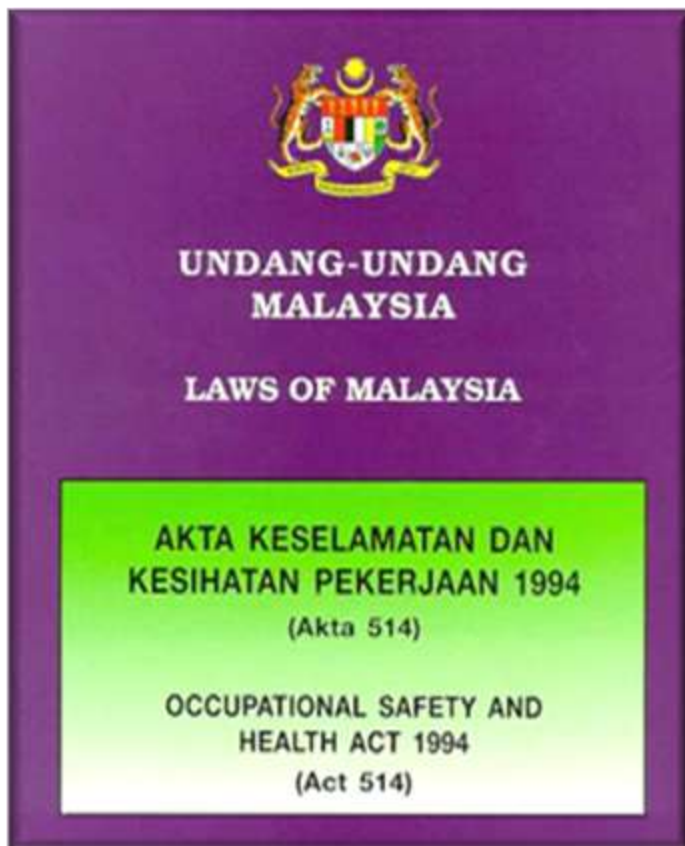 UNDANG-UNDANG
MALAYSIA
LAWS OF MALAYSIA
AKTA KESELAMATAN DAN
KESIHATAN PEKERJAAN 1994
(Akta 514)
OCCUPATIONAL SAFETY AND
HEALTH ACT 1994
(Act 514)